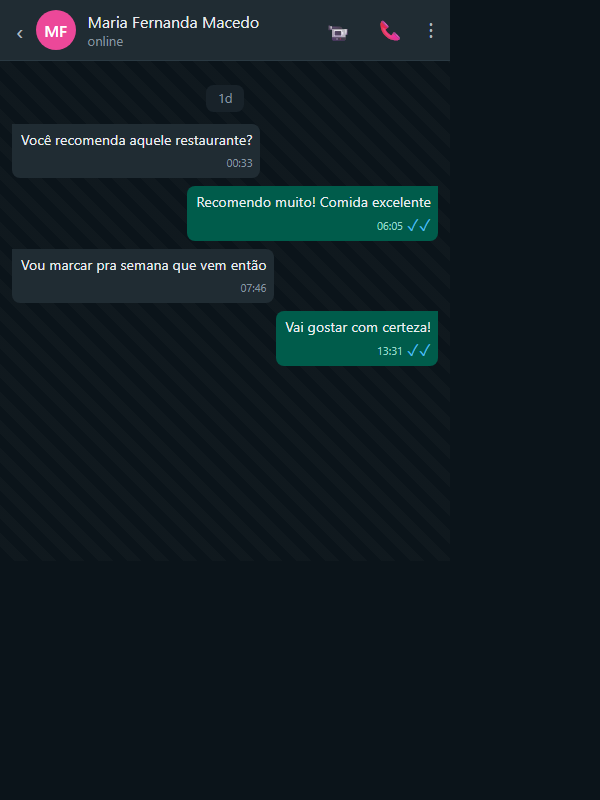 MF
Maria Fernanda Macedo
online
1d
Você recomenda aquele restaurante?
00:33
Recomendo muito! Comida excelente
06:05
Vou marcar pra semana que vem então
07:46
Vai gostar com certeza!
13:31